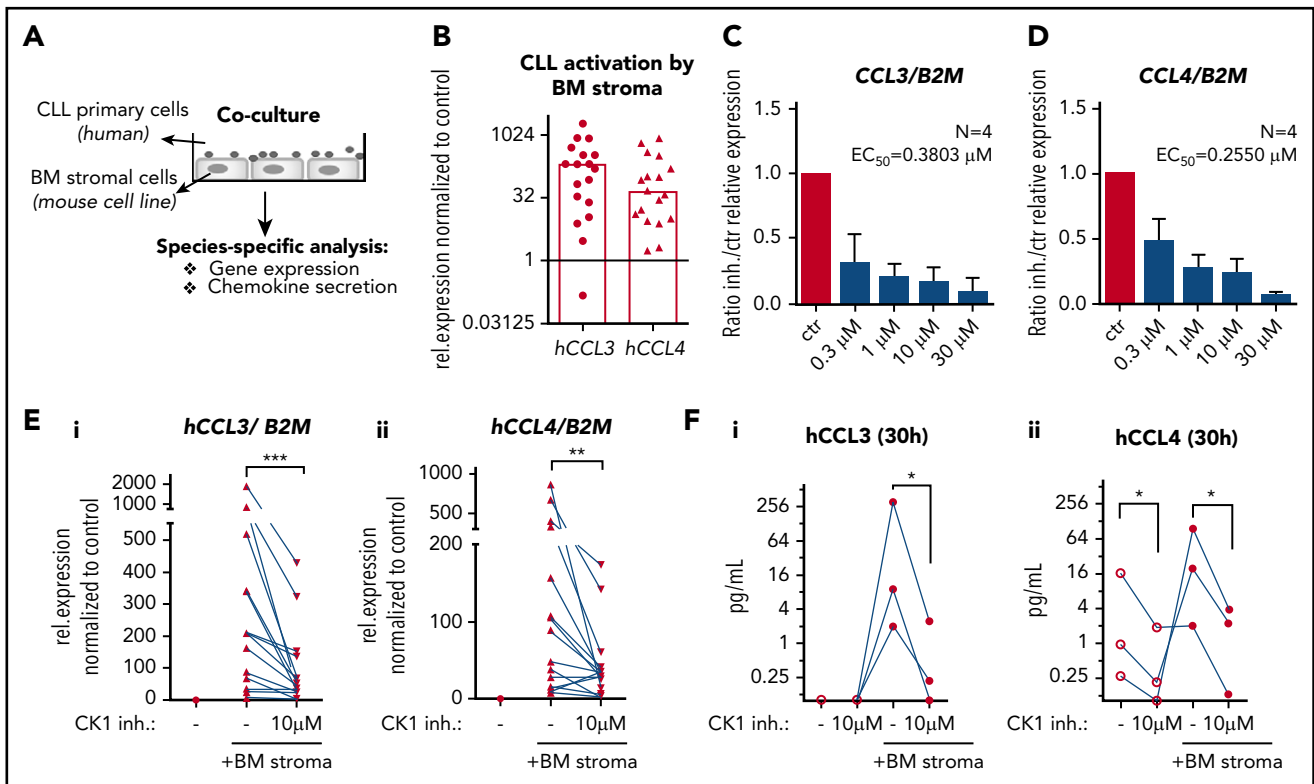 A
CLL primary cells
(human)
Co-culture
BM stromal cells
(mouse cell line)
Species-specific analysis:
❖ Gene expression
❖ Chemokine secretion
B
CLL activation by
BM stroma
rel.expression normalized to control
1024
32
1
0.03125
hCCL3 hCCL4
C
CCL3/B2M
Ratio inh./ctr relative expression
1.5
1.0
0.5
0.0
N=4
EC50=0.3803 µM
ctr
0.3 µM
1 µM
10 µM
30 µM
D
CCL4/B2M
Ratio inh./ctr relative expression
1.5
1.0
0.5
0.0
N=4
EC50=0.2550 µM
ctr
0.3 µM
1 µM
10 µM
30 µM
E
i
hCCL3/ B2M
***
rel.expression
normalized to control
2000
1000
500
400
300
200
100
0
CK1 inh.: - - 10µM
+BM stroma
ii
hCCL4/B2M
**
rel.expression
normalized to control
1000
500
200
100
0
- - 10µM
+BM stroma
F
i
hCCL3 (30h)
*
pg/mL
256
64
16
4
1
0.25
CK1 inh.: - 10µM - 10µM
+BM stroma
ii
hCCL4 (30h)
* *
pg/mL
256
64
16
4
1
0.25
CK1 inh.: - 10µM - 10µM
+BM stroma